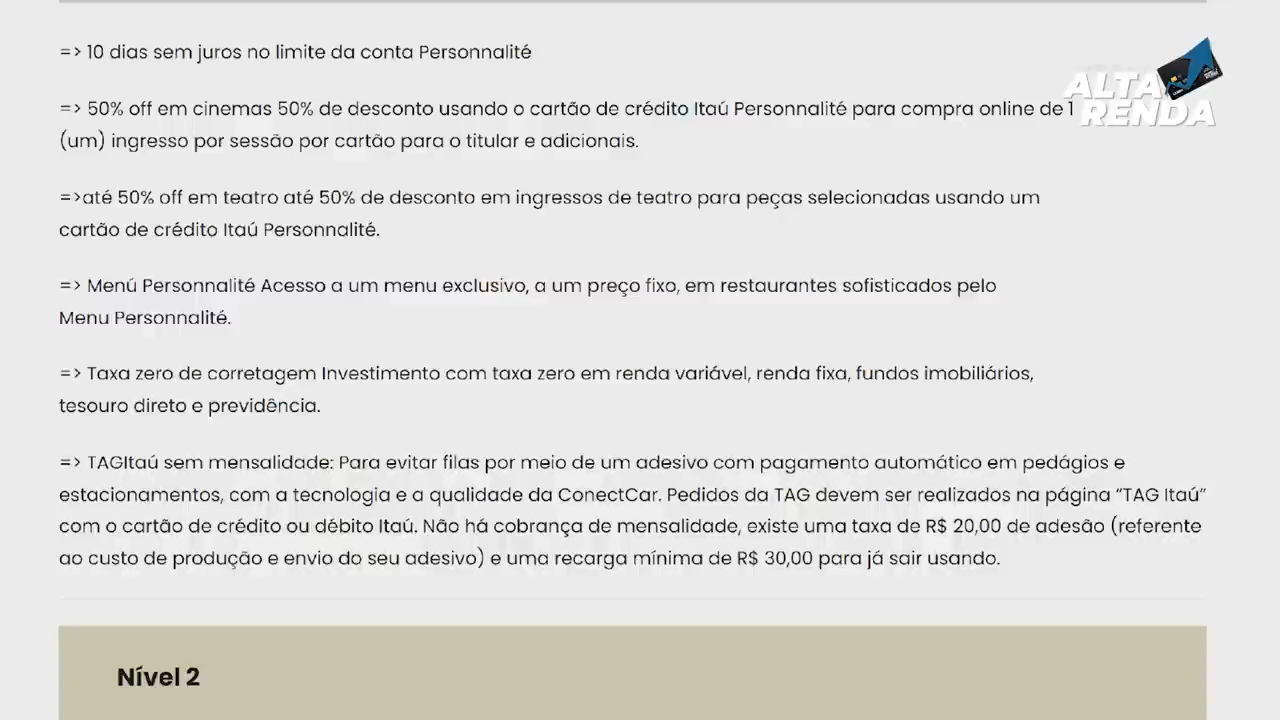 => 10 dias sem juros no limite da conta Personnalité
ALTA
RENDA
=> 50% off em cinemas 50% de desconto usando o cartão de crédito Itaú Personnalité para compra online de 1
(um) ingresso por sessão por cartão para o titular e adicionais.
=>até 50% off em teatro até 50% de desconto em ingressos de teatro para peças selecionadas usando um
cartão de crédito Itaú Personnalité.
=> Menú Personnalité Acesso a um menu exclusivo, a um preço fixo, em restaurantes sofisticados pelo
Menu Personnalité.
=> Taxa zero de corretagem Investimento com taxa zero em renda variável, renda fixa, fundos imobiliários,
tesouro direto e previdência.
=> TAGItaú sem mensalidade: Para evitar filas por meio de um adesivo com pagamento automático em pedágios e
estacionamentos, com a tecnologia e a qualidade da ConectCar. Pedidos da TAG devem ser realizados na página “TAG Itaú”
com o cartão de crédito ou débito Itaú. Não há cobrança de mensalidade, existe uma taxa de R$ 20,00 de adesão (referente
ao custo de produção e envio do seu adesivo) e uma recarga mínima de R$ 30,00 para já sair usando.
Nível 2